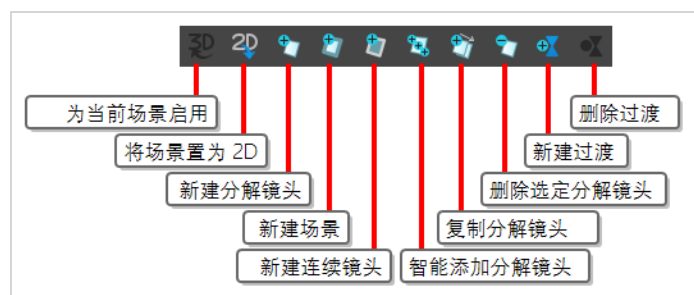 3D
2D
为当前场景启用
删除过渡
将场景置为 2D
新建过渡
新建分解镜头
删除选定分解镜头
新建场景
复制分解镜头
新建连续镜头
智能添加分解镜头